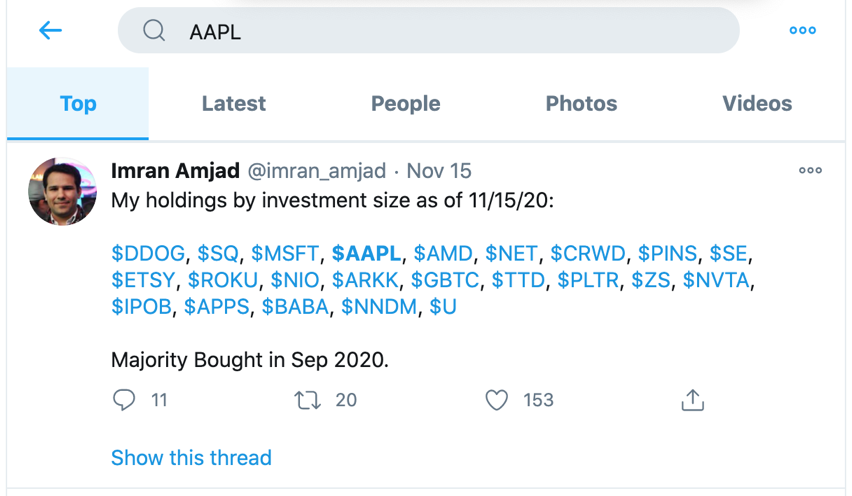 AAPL
Top Latest People Photos Videos
Imran Amjad @imran_amjad · Nov 15
My holdings by investment size as of 11/15/20:
$DDOG, $SQ, $MSFT, $AAPL, $AMD, $NET, $CRWD, $PINS, $SE,
$ETSY, $ROKU, $NIO, $ARKK, $GBTC, $TTD, $PLTR, $ZS, $NVTA,
$IPOB, $APPS, $BABA, $NNDM, $U
Majority Bought in Sep 2020.
11 20 153
Show this thread